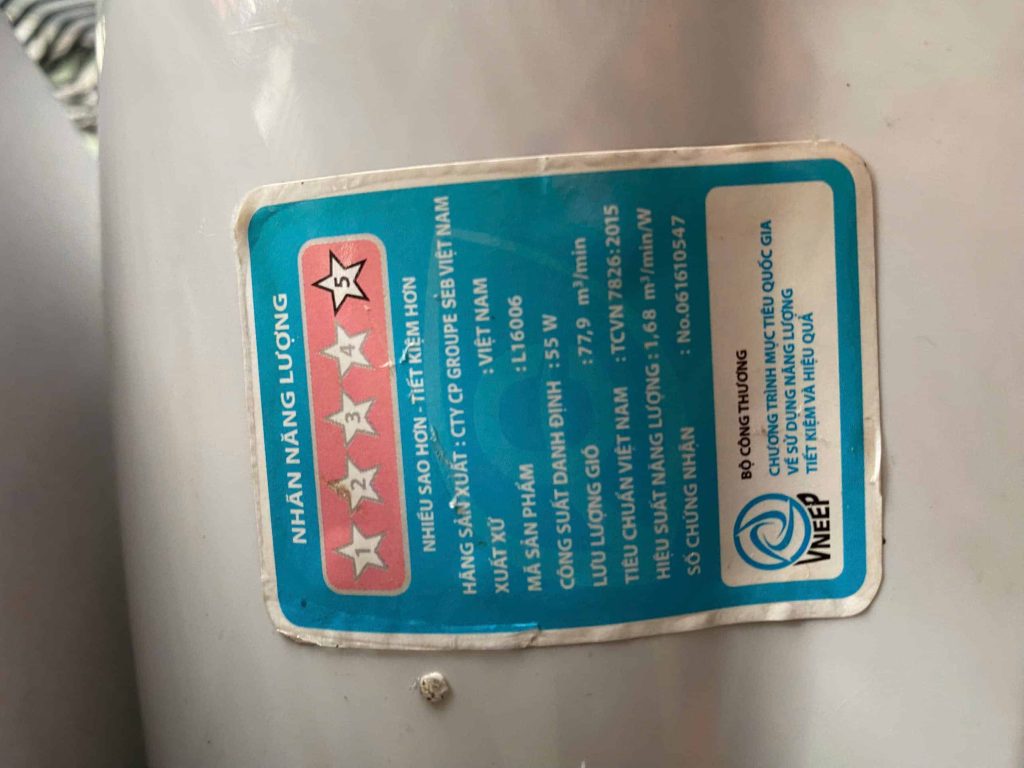 NHÃN NĂNG LƯỢNG
1 2 3 4 5
NHIỀU SAO HƠN - TIẾT KIỆM HƠN
HÃNG SẢN XUẤT : CTY CP GROUPE SEB VIỆT NAM
XUẤT XỨ : VIỆT NAM
MÃ SẢN PHẨM : L16006
CÔNG SUẤT DANH ĐỊNH : 55 W
LƯU LƯỢNG GIÓ : 77,9 m³/min
TIÊU CHUẨN VIỆT NAM : TCVN 7826:2015
HIỆU SUẤT NĂNG LƯỢNG : 1,68 m³/min/W
SỐ CHỨNG NHẬN : No.061610547
BỘ CÔNG THƯƠNG
CHƯƠNG TRÌNH MỤC TIÊU QUỐC GIA
VỀ SỬ DỤNG NĂNG LƯỢNG
TIẾT KIỆM VÀ HIỆU QUẢ
VNEEP